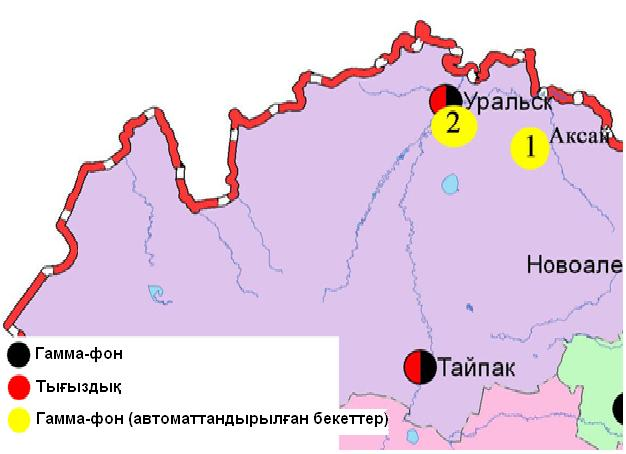 Уральск
2
1
Аксай
Новоале
Тайпак
Гамма-фон
Тығыздық
Гамма-фон (автоматтандырылған бекеттер)